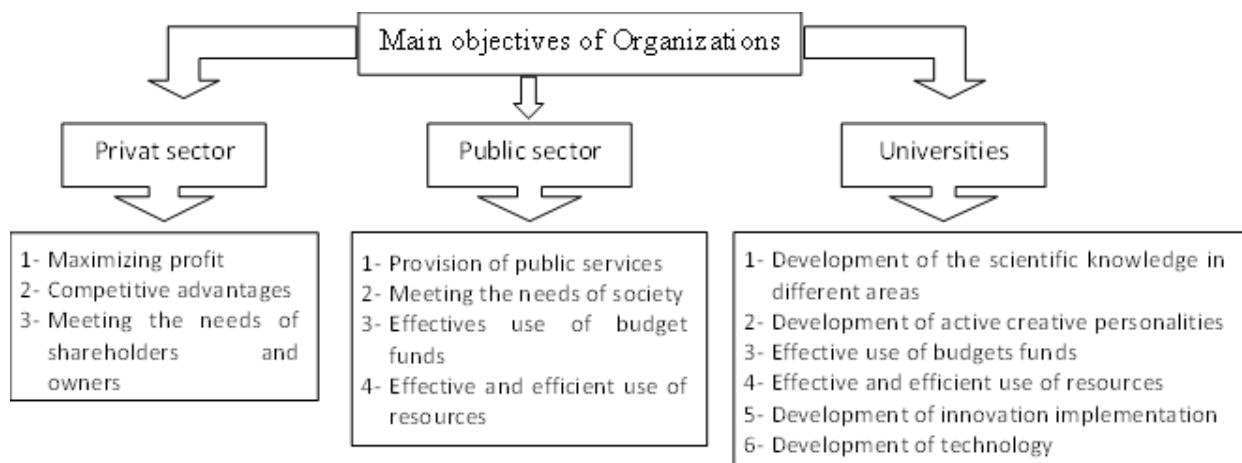 Main objectives of Organizations
Privat sector
Public sector
Universities
1- Maximizing profit
2- Competitive advantages
3- Meeting the needs of
shareholders and
owners
1- Provision of public services
2- Meeting the needs of society
3- Effectives use of budget
funds
4- Effective and efficient use of
resources
1- Development of the scientific knowledge in
different areas
2- Development of active creative personalities
3- Effective use of budgets funds
4- Effective and efficient use of resources
5- Development of innovation implementation
6- Development of technology